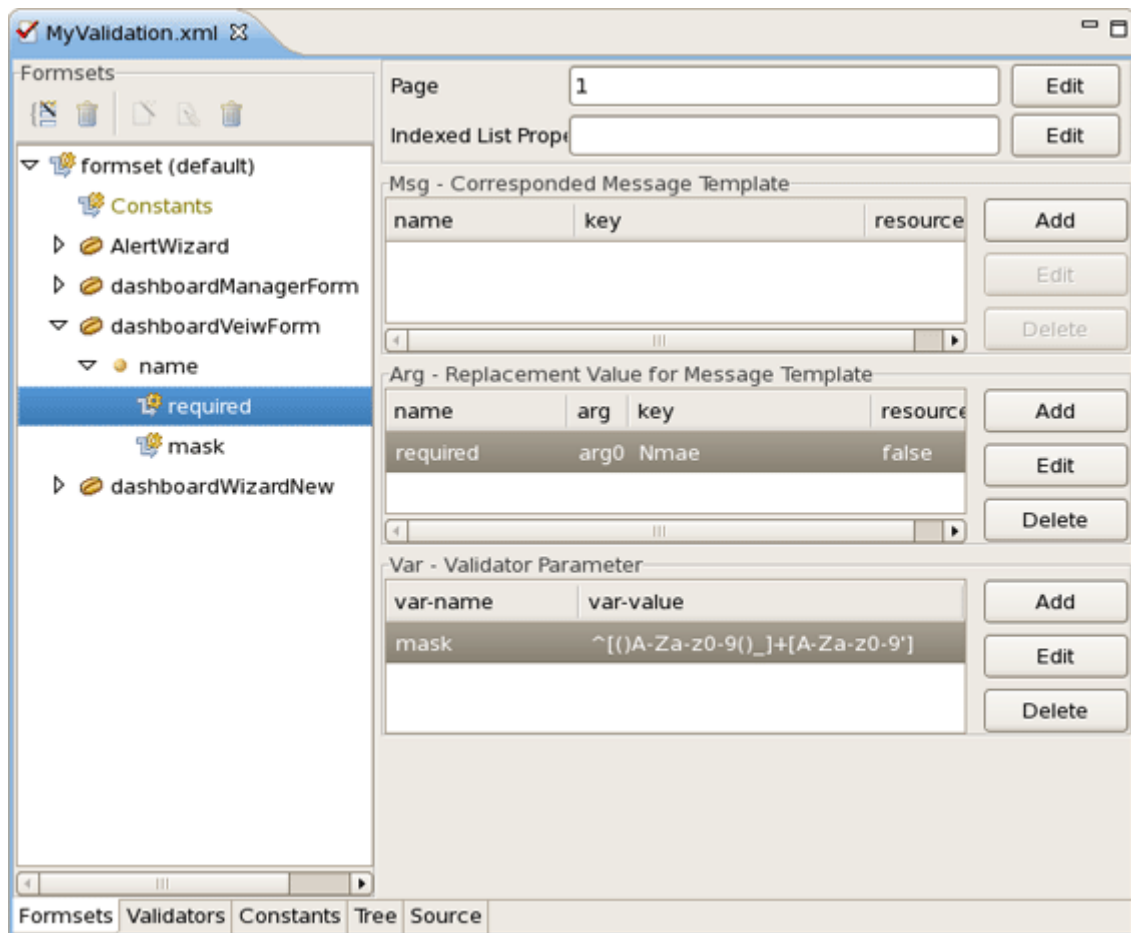 MyValidation.xml
Formsets
formset (default)
Constants
AlertWizard
dashboardManagerForm
dashboardVeiwForm
name
required
mask
dashboardWizardNew
Page 1 Edit
Indexed List Prope Edit
Msg - Corresponded Message Template
name key resource Add
Edit
Delete
Arg - Replacement Value for Message Template
name arg key resource Add
required arg0 Nmae false
Edit
Delete
Var - Validator Parameter
var-name var-value Add
mask ^[()A-Za-z0-9()_]+[A-Za-z0-9']
Edit
Delete
Formsets Validators Constants Tree Source